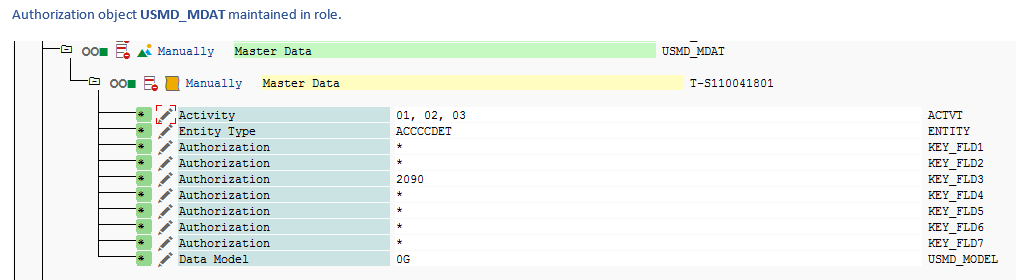 Authorization object USMD_MDAT maintained in role.
Manually Master Data USMD_MDAT
Manually Master Data T-S110041801
* Activity 01, 02, 03 ACTVT
* Entity Type ACCCCDET ENTITY
* Authorization * KEY_FLD1
* Authorization * KEY_FLD2
* Authorization 2090 KEY_FLD3
* Authorization * KEY_FLD4
* Authorization * KEY_FLD5
* Authorization * KEY_FLD6
* Authorization * KEY_FLD7
* Data Model 0G USMD_MODEL